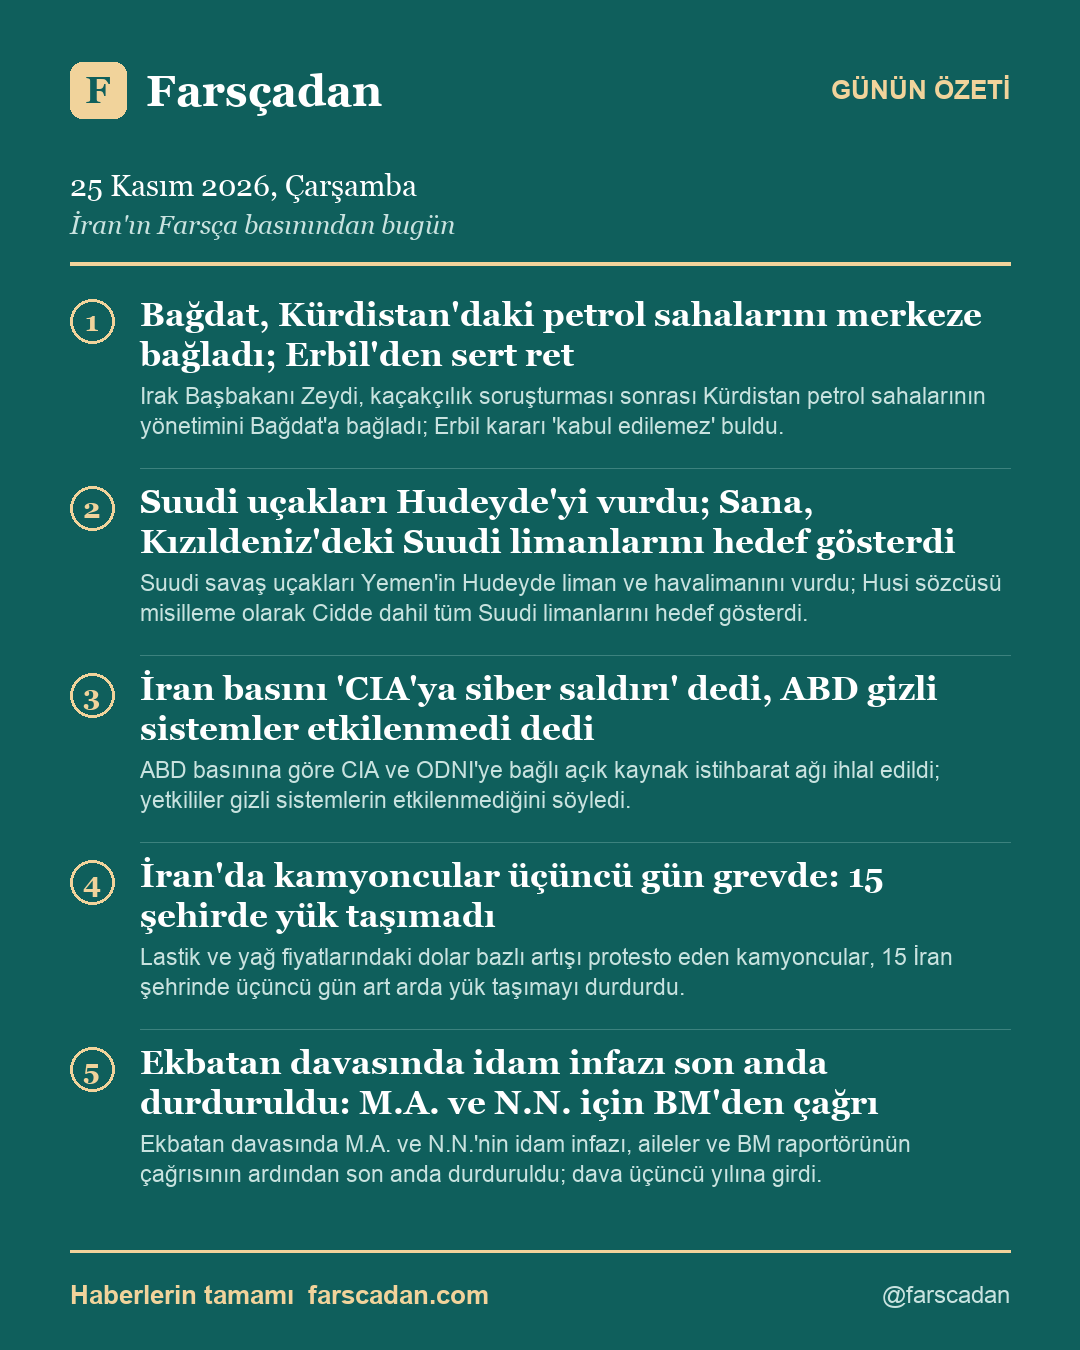 F Farsçadan
GÜNÜN ÖZETİ
25 Kasım 2026, Çarşamba
İran'ın Farsça basınından bugün
1
Bağdat, Kürdistan'daki petrol sahalarını merkeze
bağladı; Erbil'den sert ret
Irak Başbakanı Zeydi, kaçakçılık soruşturması sonrası Kürdistan petrol sahalarının
yönetimini Bağdat'a bağladı; Erbil kararı 'kabul edilemez' buldu.
2
Suudi uçakları Hudeyde'yi vurdu; Sana,
Kızıldeniz'deki Suudi limanlarını hedef gösterdi
Suudi savaş uçakları Yemen'in Hudeyde liman ve havalimanını vurdu; Husi sözcüsü
misilleme olarak Cidde dahil tüm Suudi limanlarını hedef gösterdi.
3
İran basını 'CIA'ya siber saldırı' dedi, ABD gizli
sistemler etkilenmedi dedi
ABD basınına göre CIA ve ODNI'ye bağlı açık kaynak istihbarat ağı ihlal edildi;
yetkililer gizli sistemlerin etkilenmediğini söyledi.
4
İran'da kamyoncular üçüncü gün grevde: 15
şehirde yük taşımadı
Lastik ve yağ fiyatlarındaki dolar bazlı artışı protesto eden kamyoncular, 15 İran
şehrinde üçüncü gün art arda yük taşımayı durdurdu.
5
Ekbatan davasında idam infazı son anda
durduruldu: M.A. ve N.N. için BM'den çağrı
Ekbatan davasında M.A. ve N.N.'nin idam infazı, aileler ve BM raportörünün
çağrısının ardından son anda durduruldu; dava üçüncü yılına girdi.
Haberlerin tamamı farscadan.com
@farscadan